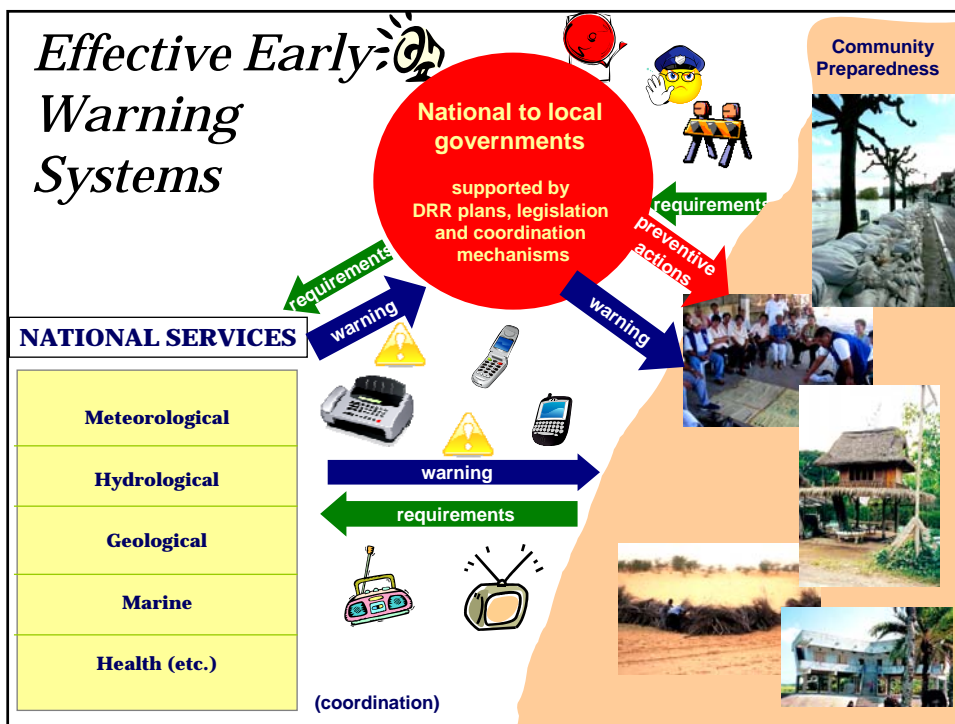 Effective Early
Warning
Systems
Community
Preparedness
National to local
governments
supported by
DRR plans, legislation
and coordination
mechanisms
requirements
preventive
actions
requirements
warning
warning
NATIONAL SERVICES
Meteorological
Hydrological
Geological
Marine
Health (etc.)
warning
requirements
(coordination)